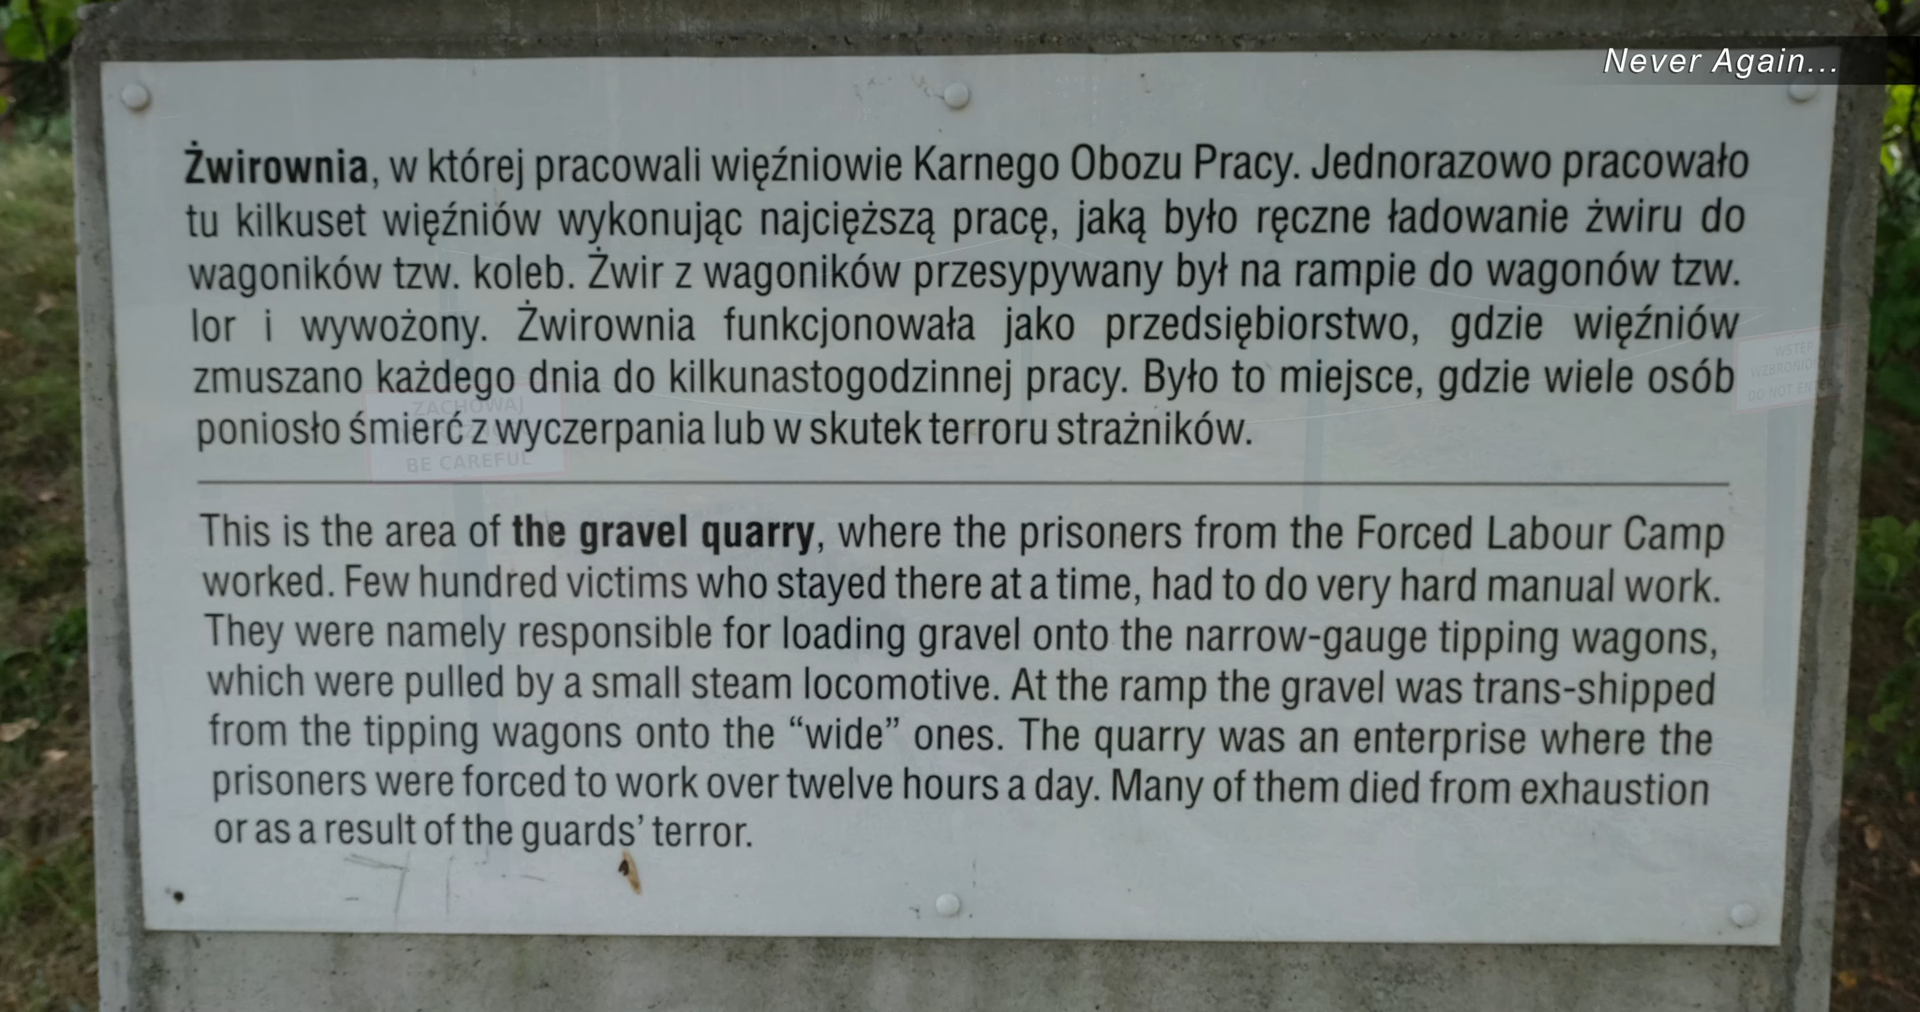 Never Again...
Żwirownia, w której pracowali więźniowie Karnego Obozu Pracy. Jednorazowo pracowało
tu kilkuset więźniów wykonując najcięższą pracę, jaką było ręczne ładowanie żwiru do
wagoników tzw. koleb. Żwir z wagoników przesypywany był na rampie do wagonów tzw.
lor i wywożony. Żwirownia funkcjonowała jako przedsiębiorstwo, gdzie więźniów
zmuszano każdego dnia do kilkunastogodzinnej pracy. Było to miejsce, gdzie wiele osób
poniosło śmierć z wyczerpania lub w skutek terroru strażników.
This is the area of the gravel quarry, where the prisoners from the Forced Labour Camp
worked. Few hundred victims who stayed there at a time, had to do very hard manual work.
They were namely responsible for loading gravel onto the narrow-gauge tipping wagons,
which were pulled by a small steam locomotive. At the ramp the gravel was trans-shipped
from the tipping wagons onto the “wide” ones. The quarry was an enterprise where the
prisoners were forced to work over twelve hours a day. Many of them died from exhaustion
or as a result of the guards’ terror.
ZACHOWAJ
BE CAREFUL
WSTĘP
WZBRONIONY
DO NOT ENTER